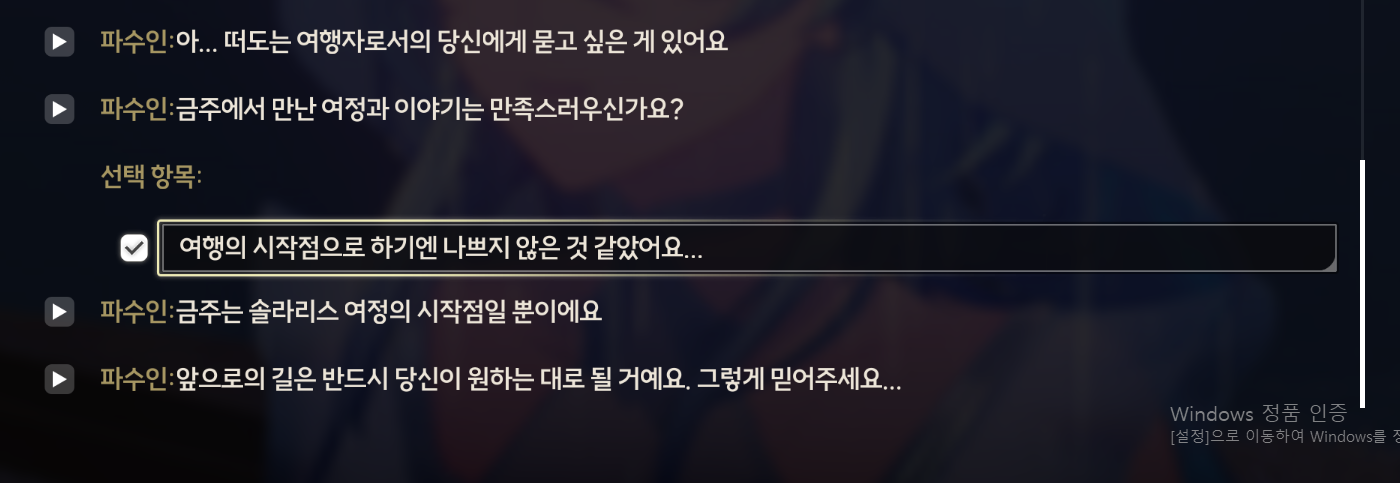 파수인:아... 떠도는 여행자로서의 당신에게 묻고 싶은 게 있어요
파수인:금주에서 만난 여정과 이야기는 만족스러우신가요?
선택 항목:
여행의 시작점으로 하기엔 나쁘지 않은 것 같았어요...
파수인:금주는 솔라리스 여정의 시작점일 뿐이에요
파수인:앞으로의 길은 반드시 당신이 원하는 대로 될 거예요. 그렇게 믿어주세요...
Windows 정품 인증
[설정]으로 이동하여 Windows를